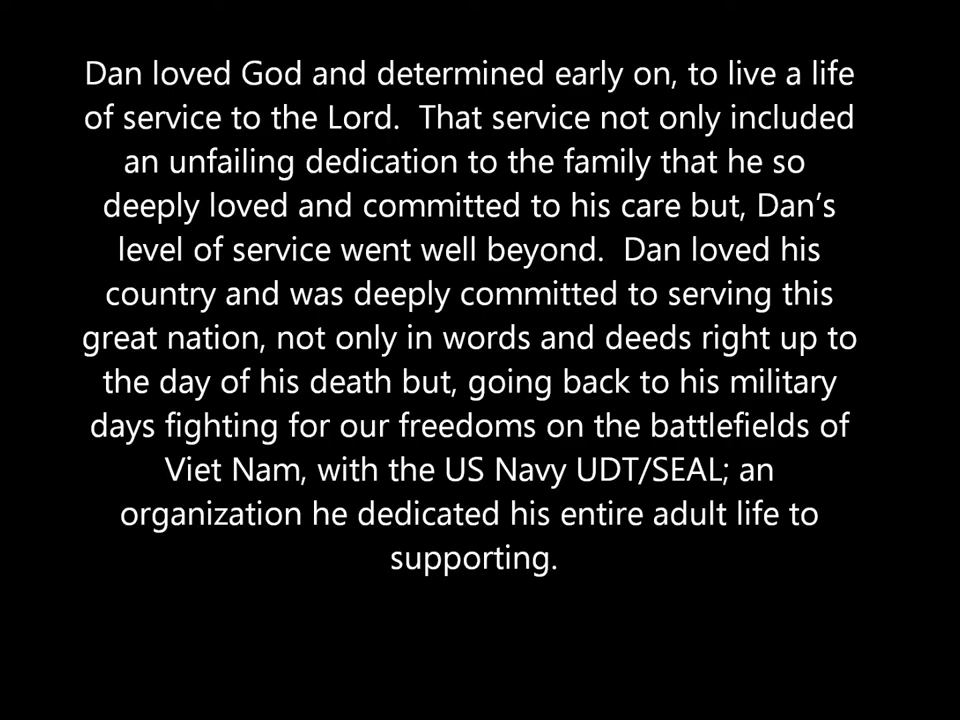 Dan loved God and determined early on, to live a life
of service to the Lord.  That service not only included
an unfailing dedication to the family that he so
deeply loved and committed to his care but, Dan’s
level of service went well beyond.  Dan loved his
country and was deeply committed to serving this
great nation, not only in words and deeds right up to
the day of his death but, going back to his military
days fighting for our freedoms on the battlefields of
Viet Nam, with the US Navy UDT/SEAL; an
organization he dedicated his entire adult life to
supporting.